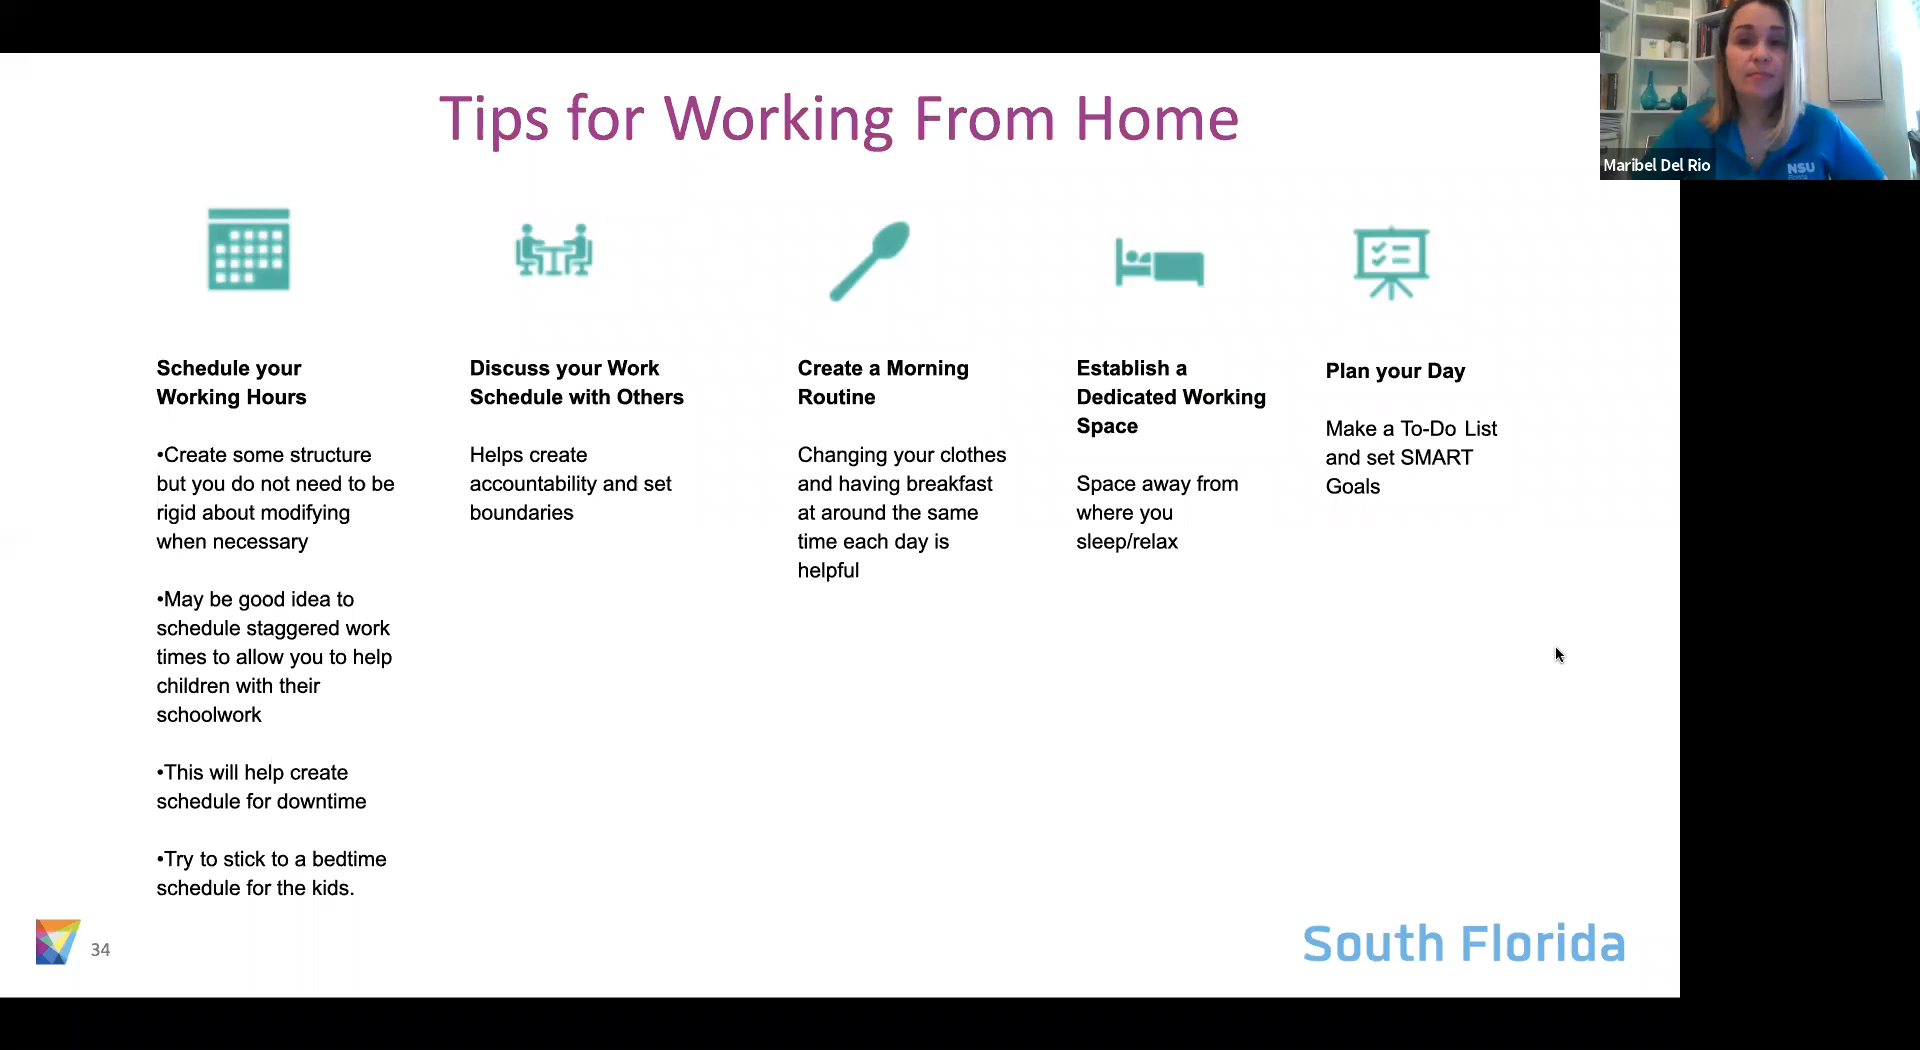 Tips for Working From Home
Maribel Del Rio
NSU
Florida
Schedule your
Working Hours
•Create some structure
but you do not need to be
rigid about modifying
when necessary
•May be good idea to
schedule staggered work
times to allow you to help
children with their
schoolwork
•This will help create
schedule for downtime
•Try to stick to a bedtime
schedule for the kids.
Discuss your Work
Schedule with Others
Helps create
accountability and set
boundaries
Create a Morning
Routine
Changing your clothes
and having breakfast
at around the same
time each day is
helpful
Establish a
Dedicated Working
Space
Space away from
where you
sleep/relax
Plan your Day
Make a To-Do List
and set SMART
Goals
34
South Florida